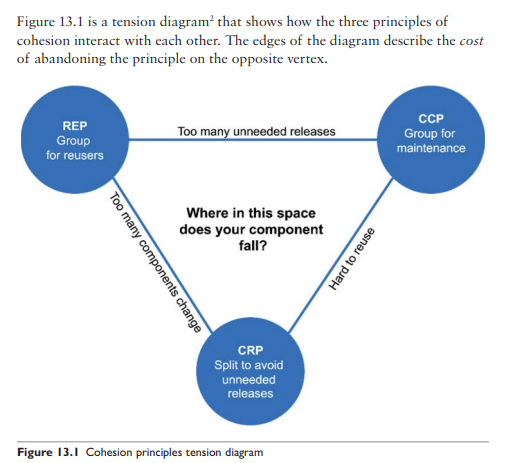 Figure 13.1 is a tension diagram² that shows how the three principles of
cohesion interact with each other. The edges of the diagram describe the cost
of abandoning the principle on the opposite vertex.
REP
Group
for reusers
Too many unneeded releases
CCP
Group for
maintenance
Too many components change
Where in this space
does your component
fall?
Hard to reuse
CRP
Split to avoid
unneeded
releases
Figure 13.1 Cohesion principles tension diagram